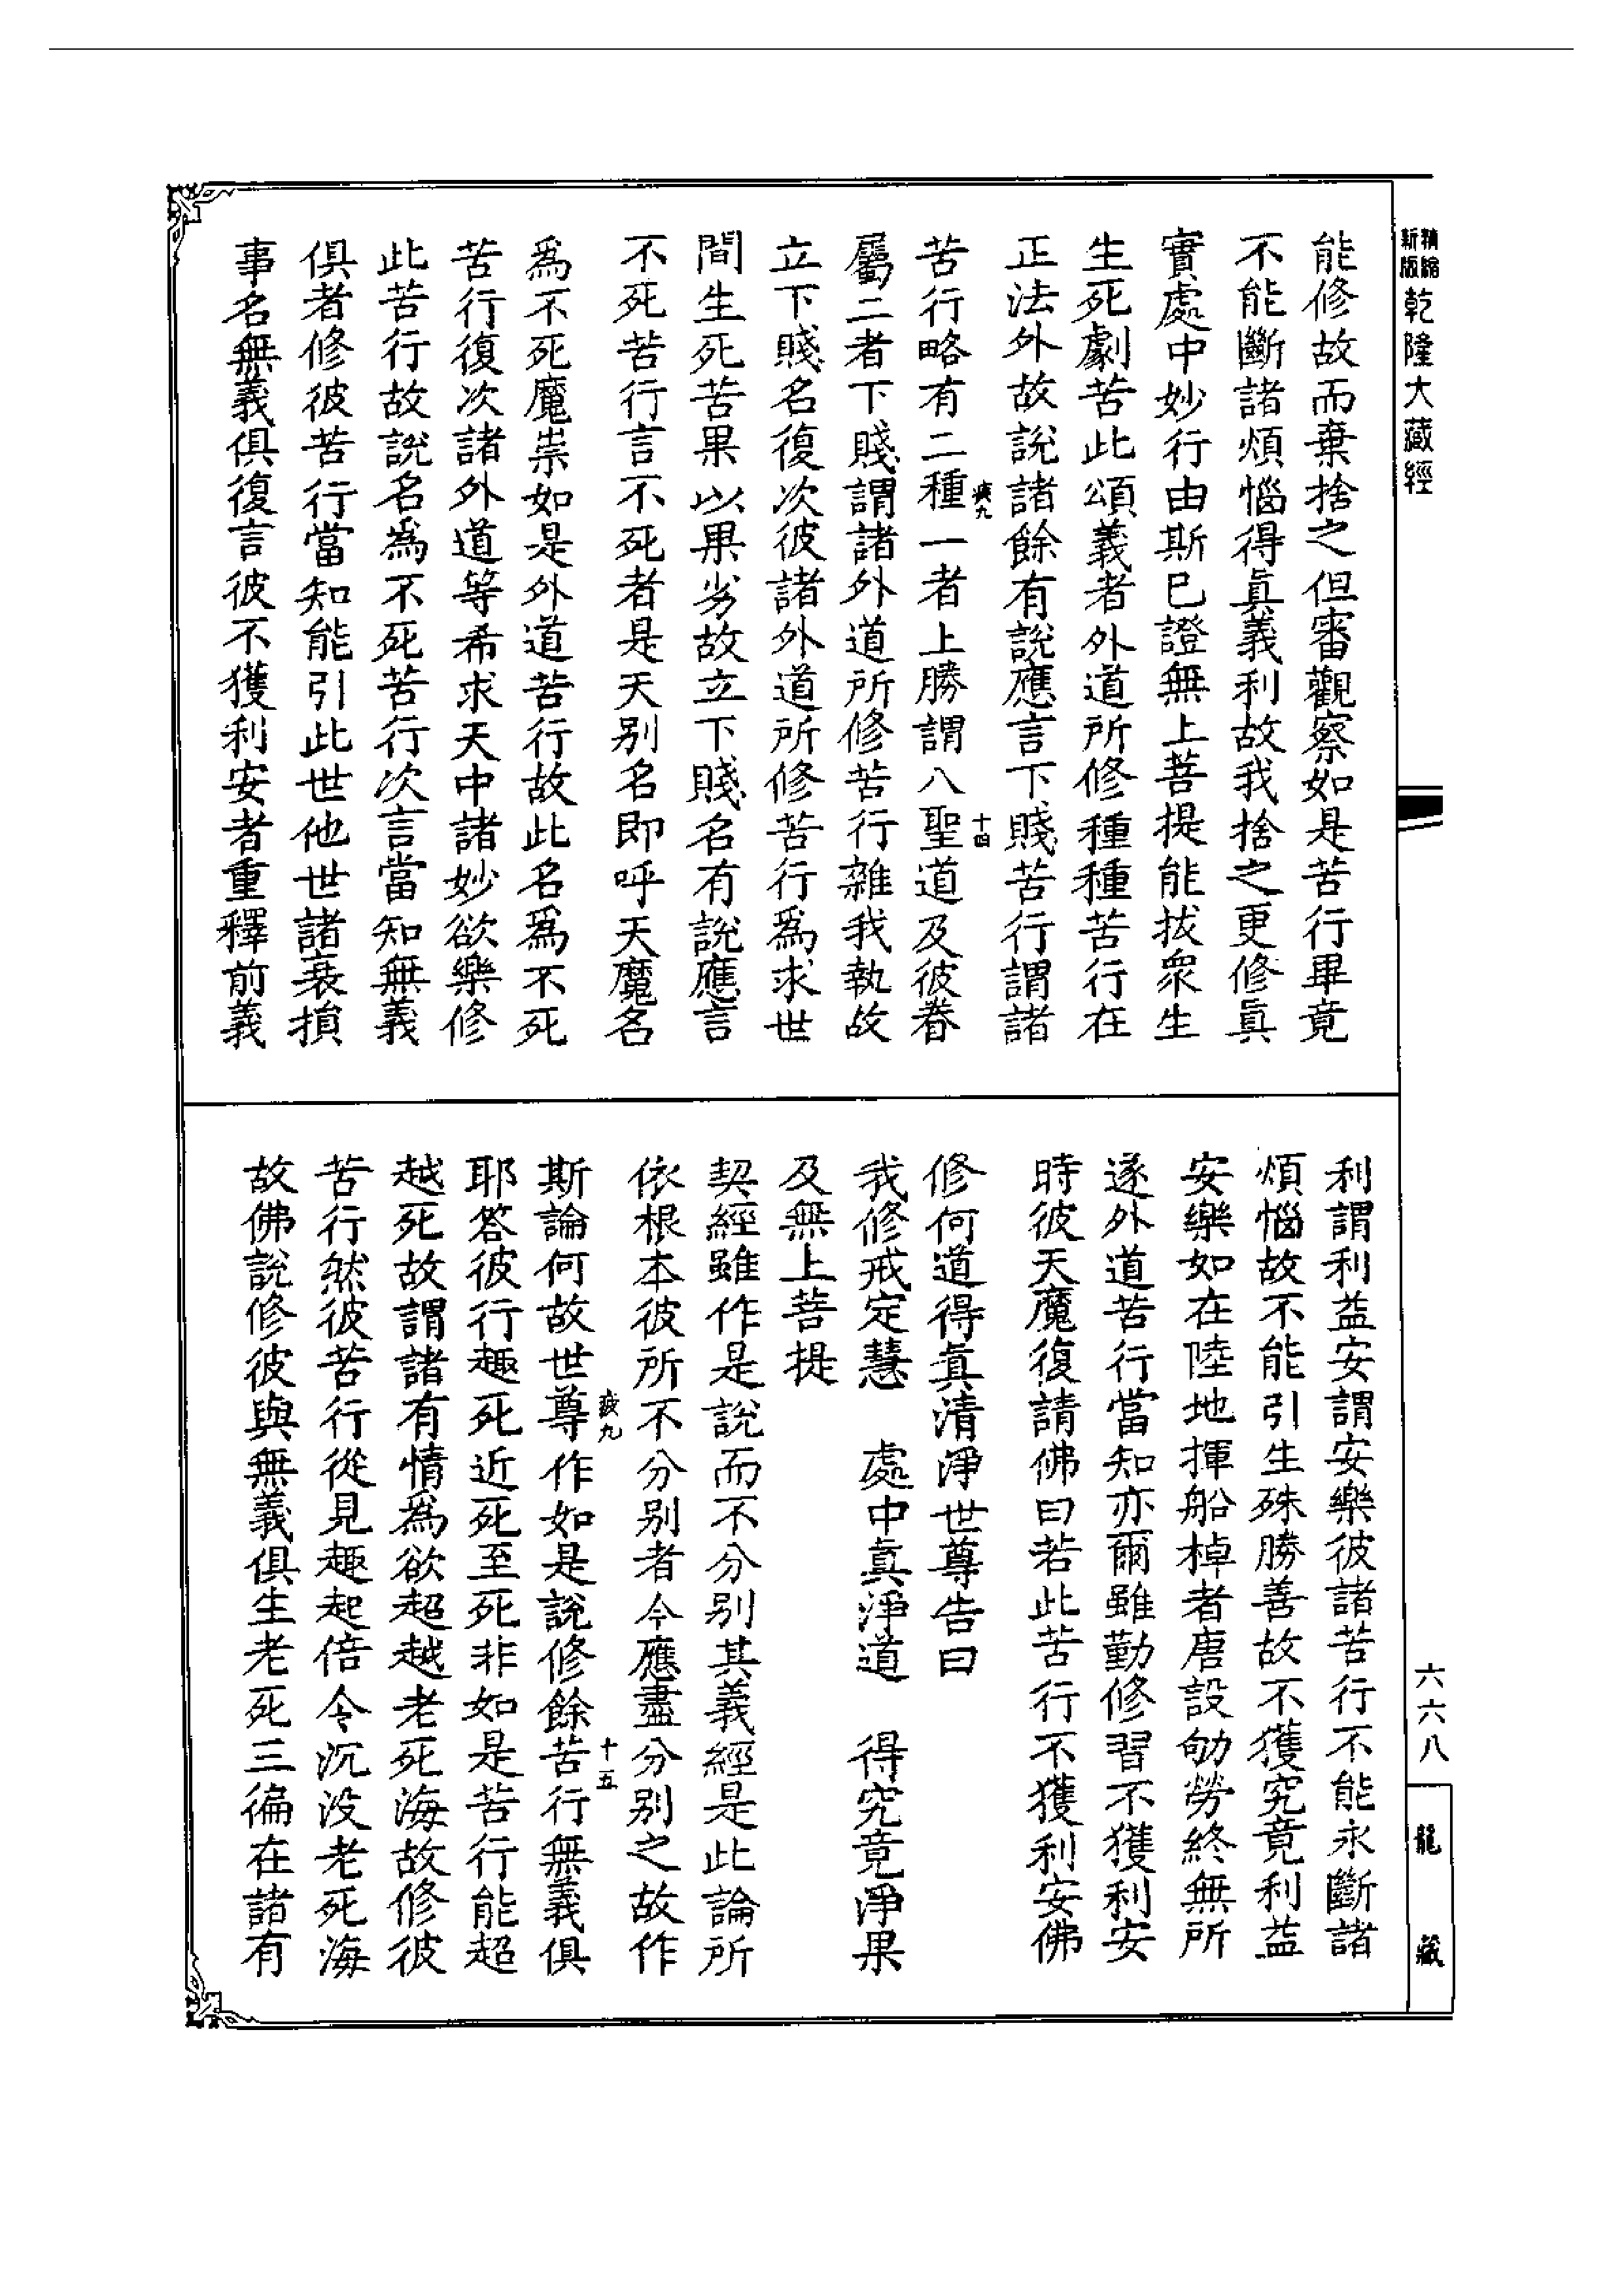 精縮新版乾隆大藏經
能修故而棄捨之但審觀察如是苦行畢竟
不能斷諸煩惱得眞義利故我捨之更修眞
實處中妙行由斯已證無上菩提能拔衆生
生死劇苦此頌義者外道所修種種苦行在
正法外故說諸餘有說應言下賤苦行謂諸
苦行略有二種一者上勝謂八聖道及彼眷
屬二者下賤謂諸外道所修苦行雜我執故
立下賤名復次彼諸外道所修苦行爲求世
間生死苦果以果劣故立下賤名有說應言
不死苦行言不死者是天別名即呼天魔名
爲不死魔祟如是外道苦行故此名爲不死
苦行復次諸外道等希求天中諸妙欲樂修
此苦行故說名爲不死苦行次言當知無義
俱者修彼苦行當知能引此世他世諸衰損
事名無義俱復言彼不獲利安者重釋前義
利謂利益安謂安樂彼諸苦行不能永斷諸
煩惱故不能引生殊勝善故不獲究竟利益
安樂如在陸地揮船棹者唐設劬勞終無所
遂外道苦行當知亦爾雖勤修習不獲利安
時彼天魔復請佛曰若此苦行不獲利安佛
修何道得眞清淨世尊告曰
我修戒定慧　處中眞淨道　得究竟淨果
及無上菩提
契經雖作是說而不分別其義經是此論所
依根本彼所不分別者今應盡分別之故作
斯論何故世尊作如是說修餘苦行無義俱
耶答彼行趣死近死至死非如是苦行能超
越死故謂諸有情爲欲超越老死海故修彼
苦行然彼苦行從見趣起倍令沉沒老死海
故佛說修彼與無義俱生老死三徧在諸有
十四
十五
六六八
龍藏